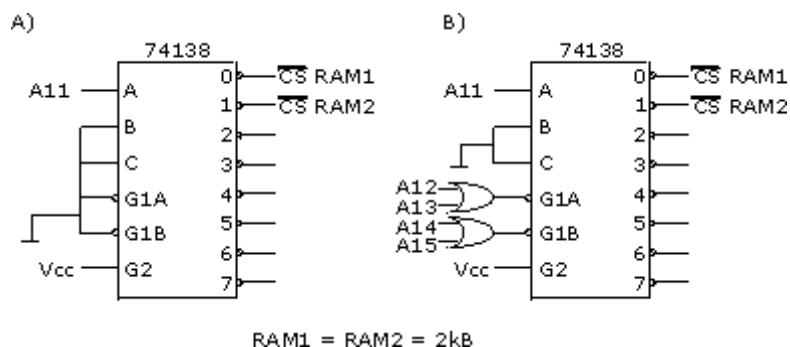 A)
74138
A11
A
B
C
G1A
G1B
Vcc
G2
0
1
2
3
4
5
6
7
CS RAM1
CS RAM2
B)
74138
A11
A
B
C
A12
A13
A14
A15
G1A
G1B
Vcc
G2
0
1
2
3
4
5
6
7
CS RAM1
CS RAM2
RAM1 = RAM2 = 2kB